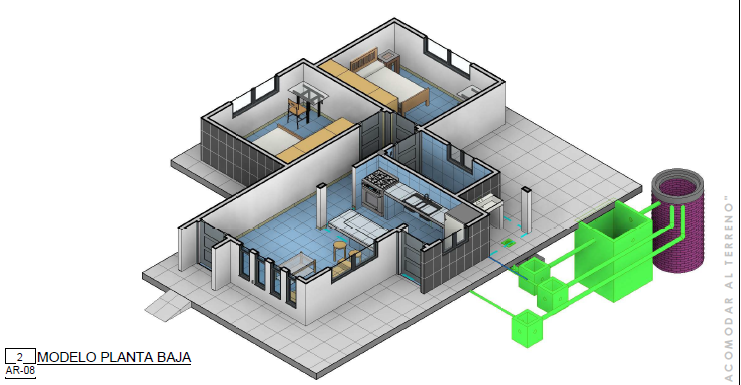 2
AR-08
MODELO PLANTA BAJA
ACOMODAR AL TERRENO"